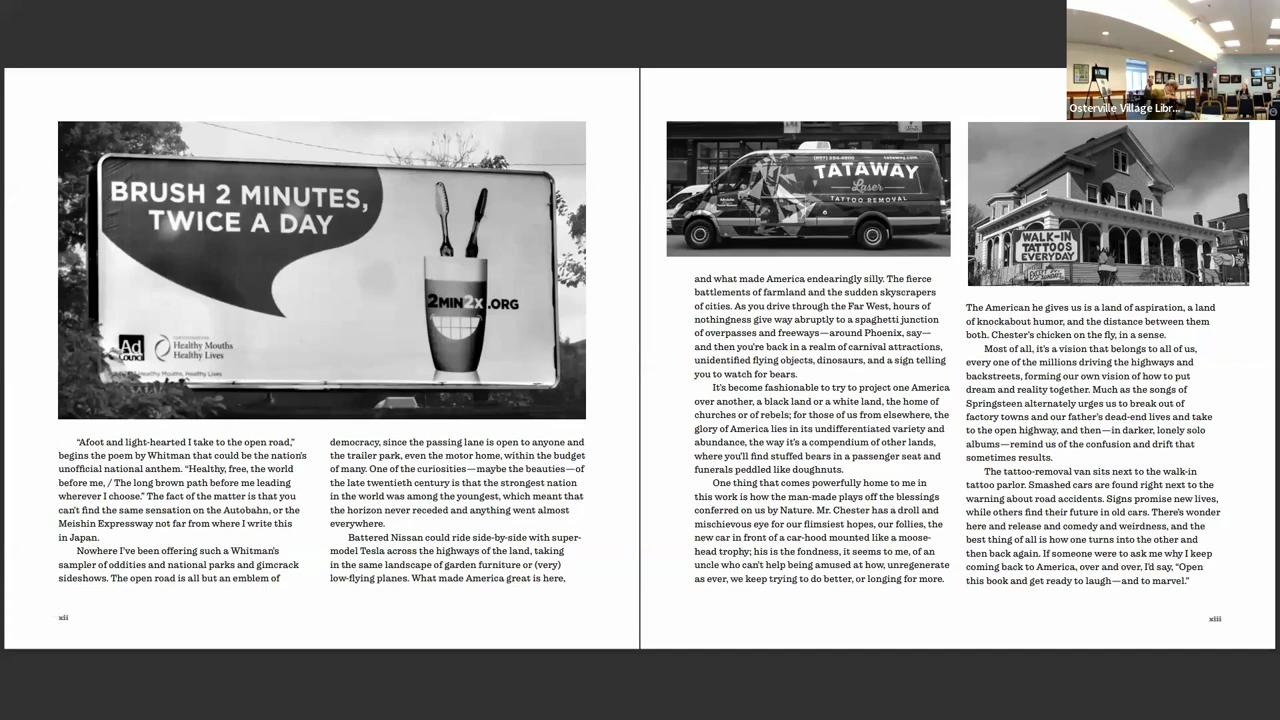 Osterville Village Libr...
BRUSH 2 MINUTES,
TWICE A DAY
2MIN2X.ORG
Ad
COUNCIL
Healthy Mouths
Healthy Lives
Healthy Mouths, Healthy Lives
“Afoot and light-hearted I take to the open road,”
begins the poem by Whitman that could be the nation's
unofficial national anthem. “Healthy, free, the world
before me, / The long brown path before me leading
wherever I choose.” The fact of the matter is that you
can't find the same sensation on the Autobahn, or the
Meishin Expressway not far from where I write this
in Japan.
Nowhere I've been offering such a Whitman's
sampler of oddities and national parks and gimcrack
sideshows. The open road is all but an emblem of
democracy, since the passing lane is open to anyone and
the trailer park, even the motor home, within the budget
of many. One of the curiosities—maybe the beauties—of
the late twentieth century is that the strongest nation
in the world was among the youngest, which meant that
the horizon never receded and anything went almost
everywhere.
Battered Nissan could ride side-by-side with super-
model Tesla across the highways of the land, taking
in the same landscape of garden furniture or (very)
low-flying planes. What made America great is here,
xii
tataway.com
TATAWAY
Laser
TATTOO REMOVAL
and what made America endearingly silly. The fierce
battlements of farmland and the sudden skyscrapers
of cities. As you drive through the Far West, hours of
nothingness give way abruptly to a spaghetti junction
of overpasses and freeways—around Phoenix, say—
and then you're back in a realm of carnival attractions,
unidentified flying objects, dinosaurs, and a sign telling
you to watch for bears.
It's become fashionable to try to project one America
over another, a black land or a white land, the home of
churches or of rebels; for those of us from elsewhere, the
glory of America lies in its undifferentiated variety and
abundance, the way it's a compendium of other lands,
where you'll find stuffed bears in a passenger seat and
funerals peddled like doughnuts.
One thing that comes powerfully home to me in
this work is how the man-made plays off the blessings
conferred on us by Nature. Mr. Chester has a droll and
mischievous eye for our flimsiest hopes, our follies, the
new car in front of a car-hood mounted like a moose-
head trophy; his is the fondness, it seems to me, of an
uncle who can't help being amused at how, unregenerate
as ever, we keep trying to do better, or longing for more.
WALK-IN
TATTOOS
EVERYDAY
The American he gives us is a land of aspiration, a land
of knockabout humor, and the distance between them
both. Chester's chicken on the fly, in a sense.
Most of all, it's a vision that belongs to all of us,
every one of the millions driving the highways and
backstreets, forming our own vision of how to put
dream and reality together. Much as the songs of
Springsteen alternately urges us to break out of
factory towns and our father's dead-end lives and take
to the open highway, and then—in darker, lonely solo
albums—remind us of the confusion and drift that
sometimes results.
The tattoo-removal van sits next to the walk-in
tattoo parlor. Smashed cars are found right next to the
warning about road accidents. Signs promise new lives,
while others find their future in old cars. There's wonder
here and release and comedy and weirdness, and the
best thing of all is how one turns into the other and
then back again. If someone were to ask me why I keep
coming back to America, over and over, I'd say, “Open
this book and get ready to laugh—and to marvel.”
xiii